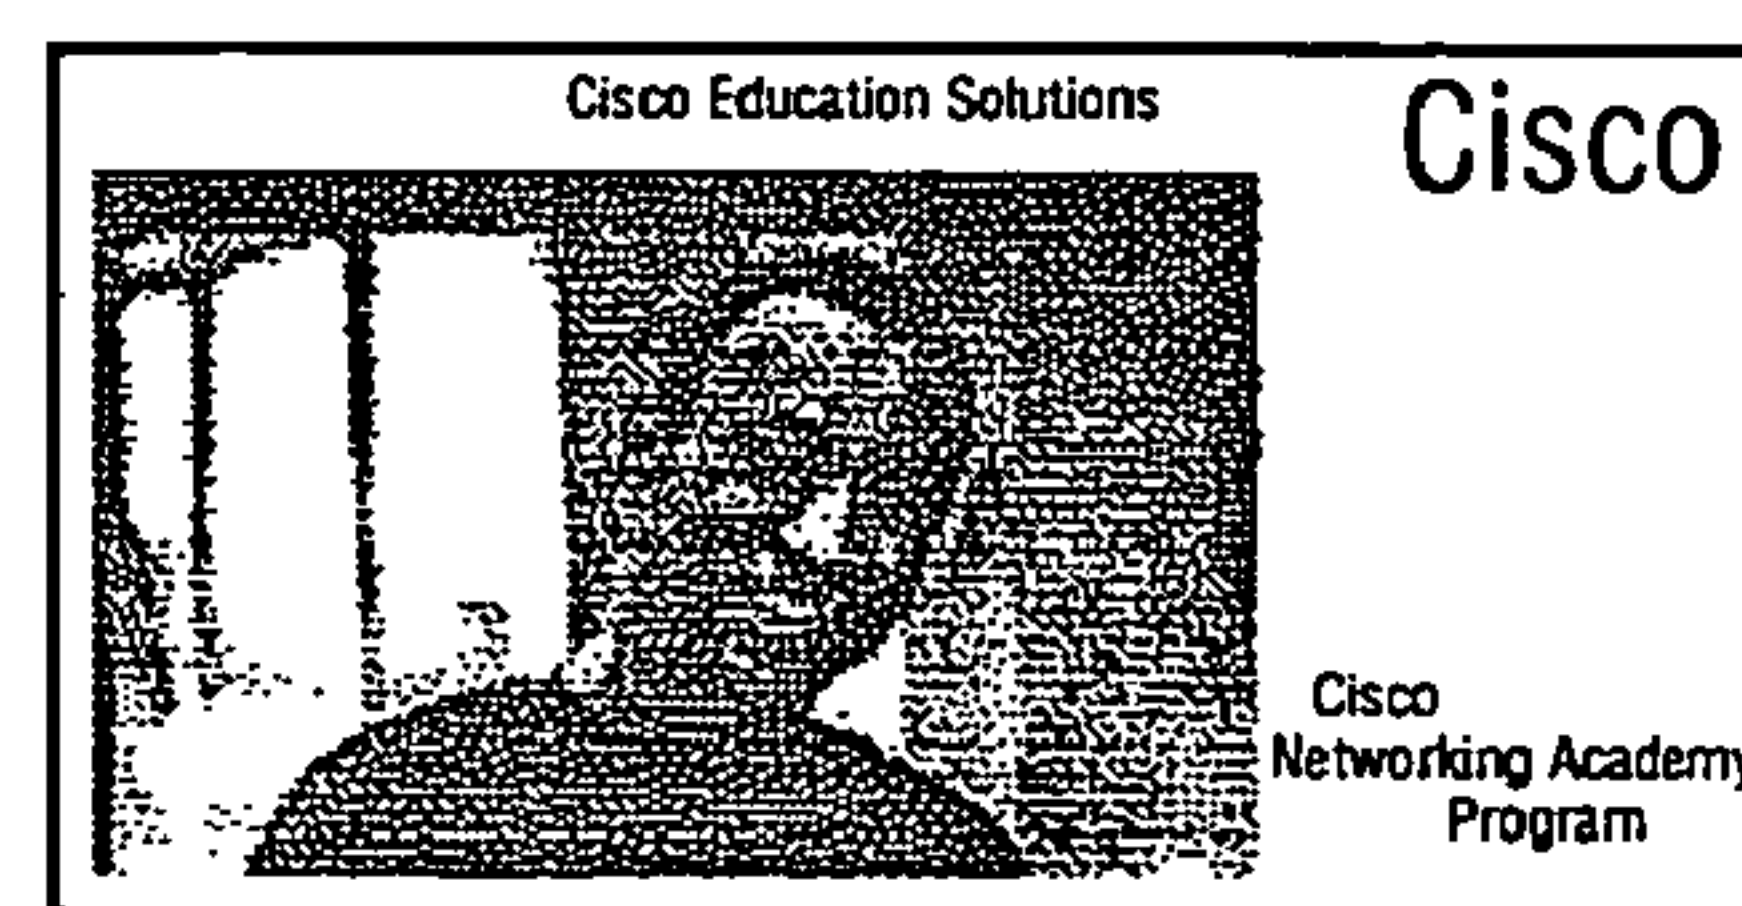 Cisco Education Solutions
Cisco
Cisco
Networking Academy
Program